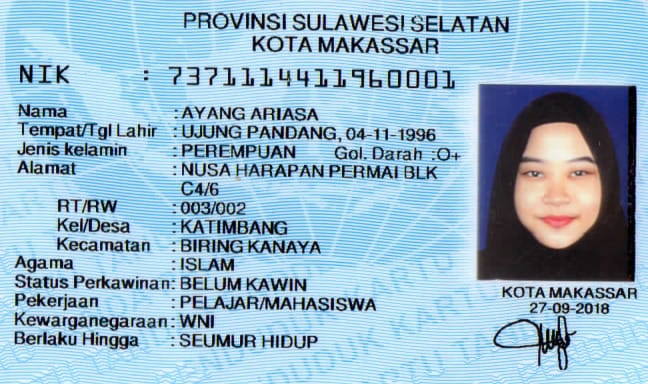 PROVINSI SULAWESI SELATAN
KOTA MAKASSAR
NIK : 7371114411960001
Nama : AYANG ARIASA
Tempat/Tgl Lahir : UJUNG PANDANG, 04-11-1996
Jenis kelamin : PEREMPUAN Gol. Darah :O+
Alamat : NUSA HARAPAN PERMAI BLK
C4/6
RT/RW : 003/002
Kel/Desa : KATIMBANG
Kecamatan : BIRING KANAYA
Agama : ISLAM
Status Perkawinan: BELUM KAWIN
Pekerjaan : PELAJAR/MAHASISWA
Kewarganegaraan: WNI
Berlaku Hingga : SEUMUR HIDUP
KOTA MAKASSAR
27-09-2018